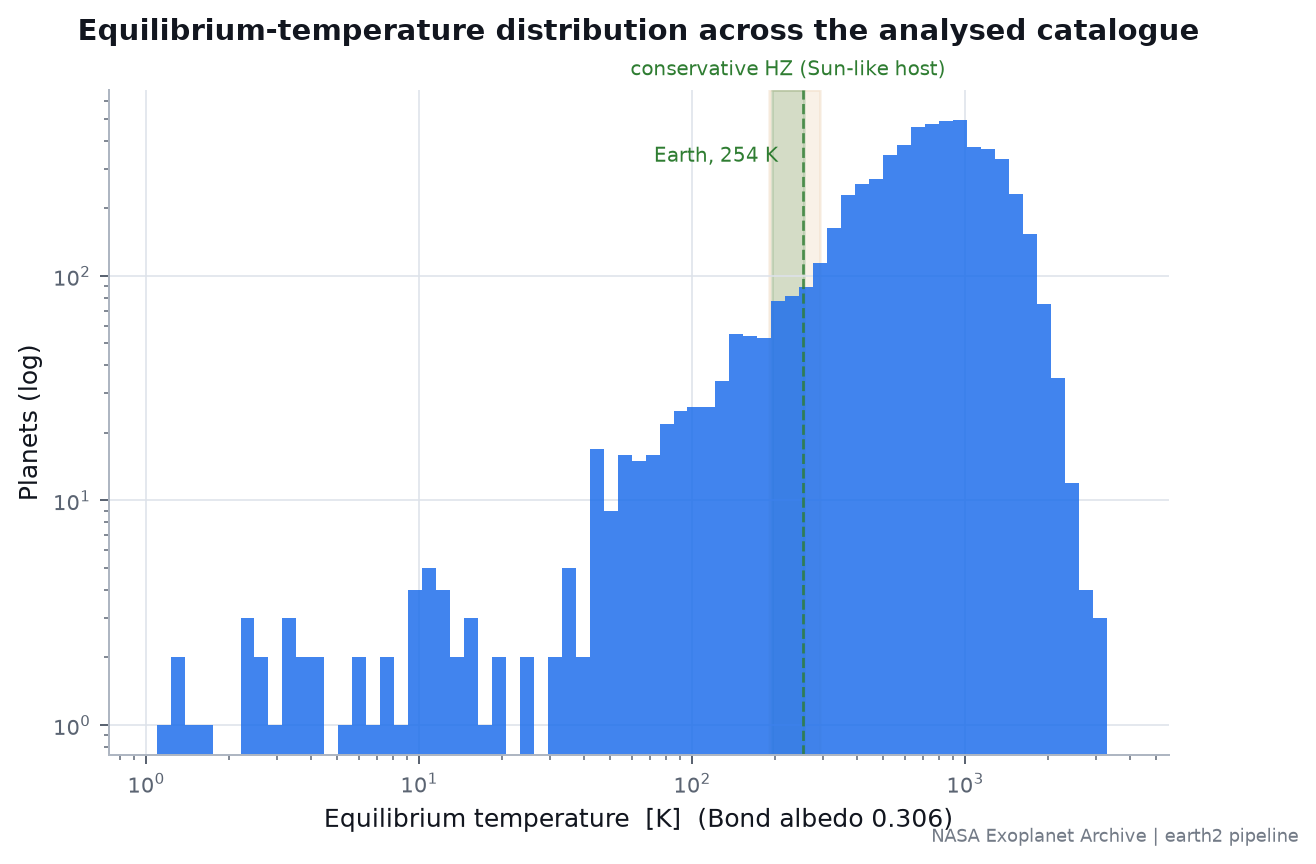 Equilibrium-temperature distribution across the analysed catalogue
conservative HZ (Sun-like host)
Earth, 254 K
Planets (log)
10²
10¹
10⁰
10⁰ 10¹ 10² 10³
Equilibrium temperature [K] (Bond albedo 0.306)
NASA Exoplanet Archive | earth2 pipeline